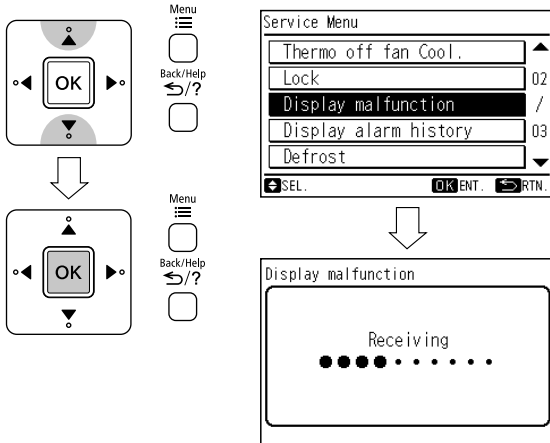 Menu
Back/Help
/?
OK
Menu
Back/Help
/?
OK
Service Menu
Thermo off fan Cool.
Lock
Display malfunction
Display alarm history
Defrost
02
/
03
SEL. OK ENT. RTN.
Display malfunction
Receiving